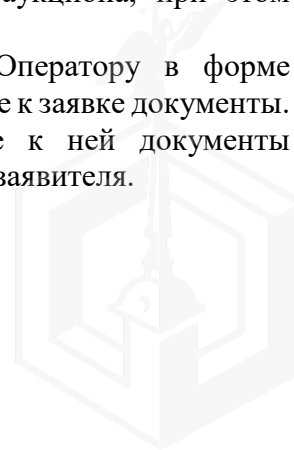 аукциона, при этом
Оператору в форме
е к заявке документы.
е к ней документы
заявителя.